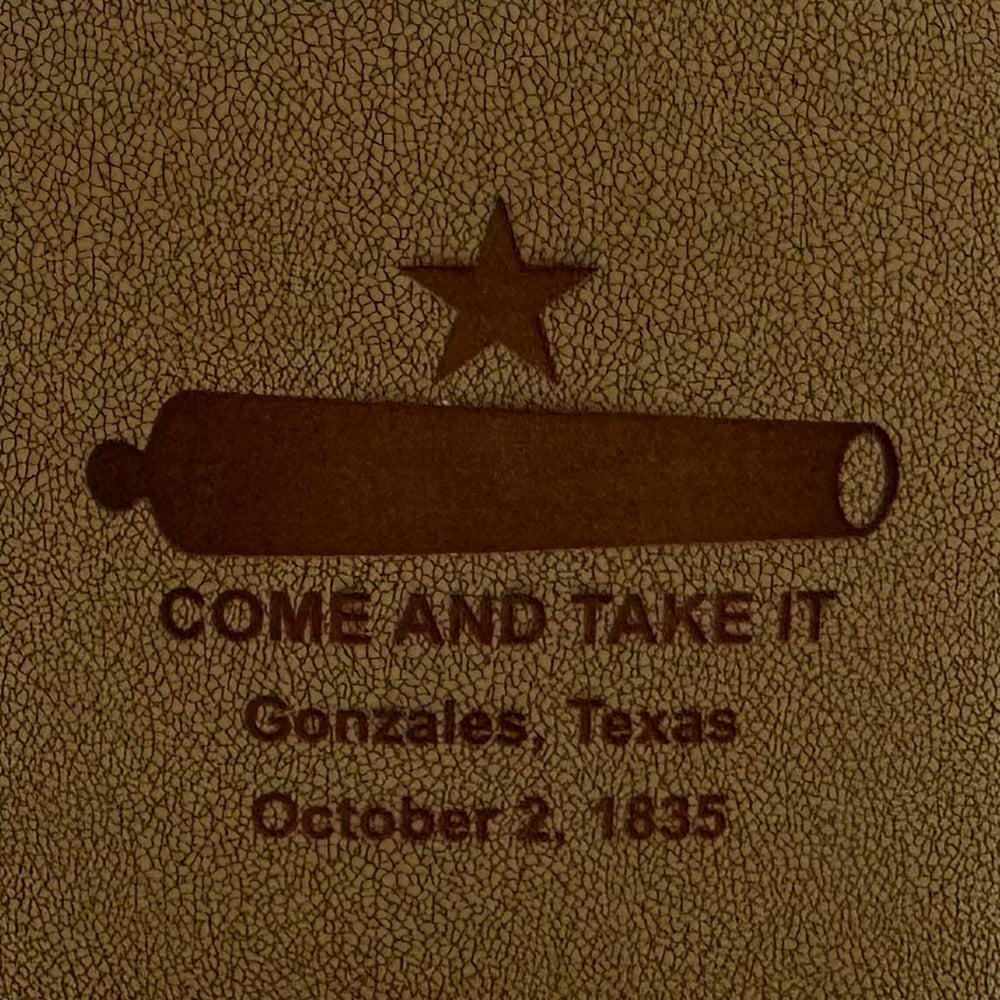 COME AND TAKE IT
Gonzales, Texas
October 2, 1835